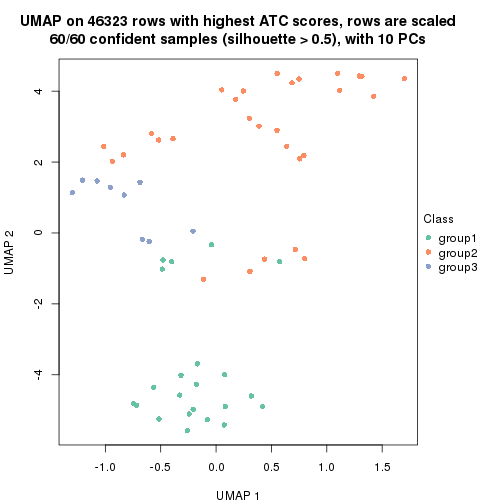 UMAP on 46323 rows with highest ATC scores, rows are scaled
60/60 confident samples (silhouette > 0.5), with 10 PCs
4
2
0
-2
-4
UMAP 2
-1.0 -0.5 0.0 0.5 1.0 1.5
UMAP 1
Class
group1
group2
group3